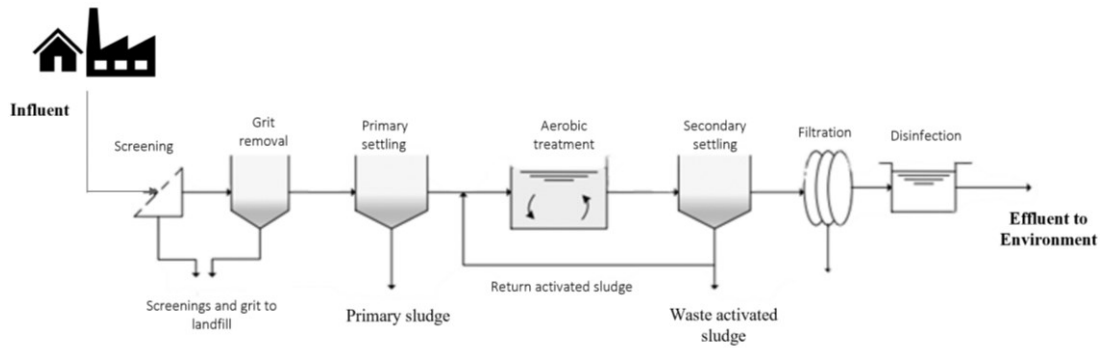 Influent
Screening
Grit
removal
Primary
settling
Aerobic
treatment
Secondary
settling
Filtration
Disinfection
Effluent to
Environment
Return activated sludge
Screenings and grit to
landfill
Primary sludge
Waste activated
sludge